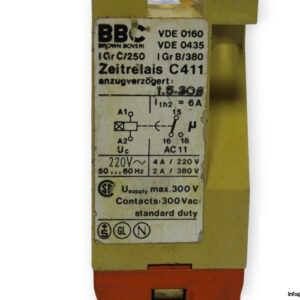 BBC VDE 0160
BROWN BOVERI VDE 0435
I Gr C/250 I Gr B/380
Zeitrelais C411
anzugverzögert:
1.5-30s
Ith2 = 6A
A1 15
μ
A2 16 18
Uc AC11
220V~ 4A / 220V
50...60Hz 2A / 380V
Usupply max. 300 V
Contacts: 300 Vac
standard duty
GL N